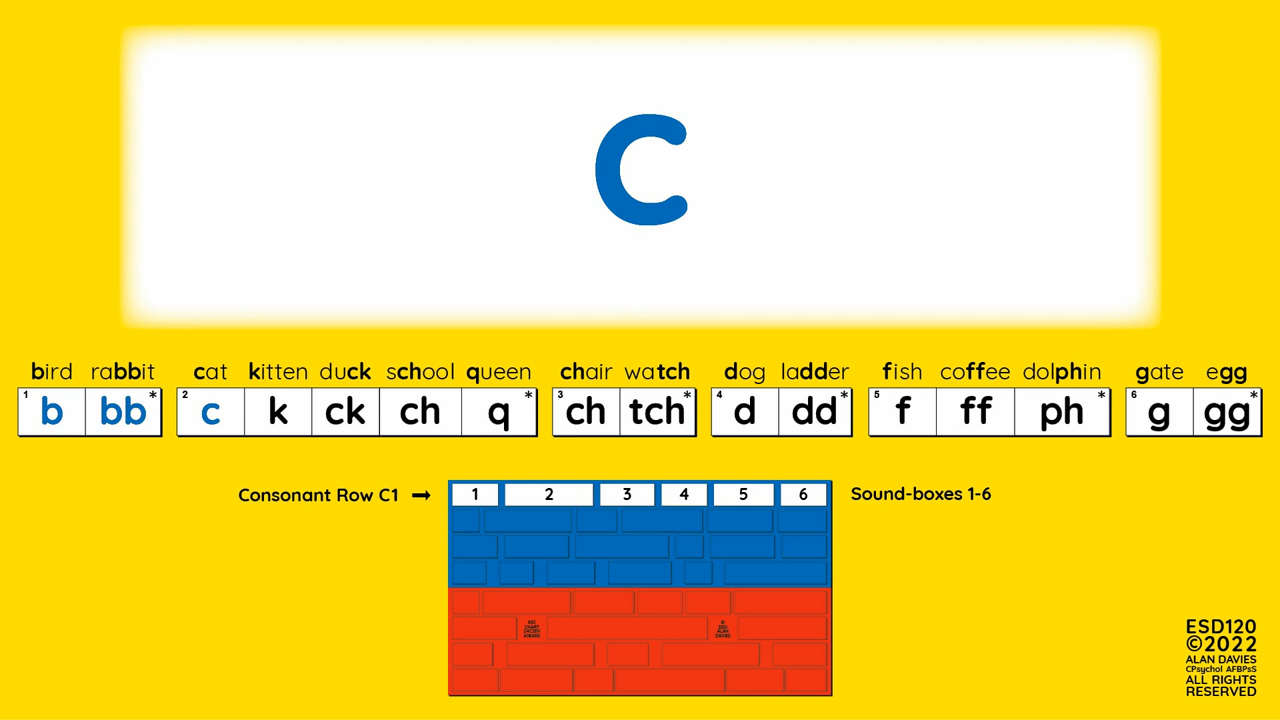 c
bird rabbit cat kitten duck school queen chair watch dog ladder fish coffee dolphin gate egg
1 b bb* 2 c k ck ch q* 3 ch tch* 4 d dd* 5 f ff ph* 6 g gg*
Consonant Row C1 → 1 2 3 4 5 6 Sound-boxes 1-6
ESD120
©2022
ALAN DAVIES
CPsychol AFBPsS
ALL RIGHTS
RESERVED